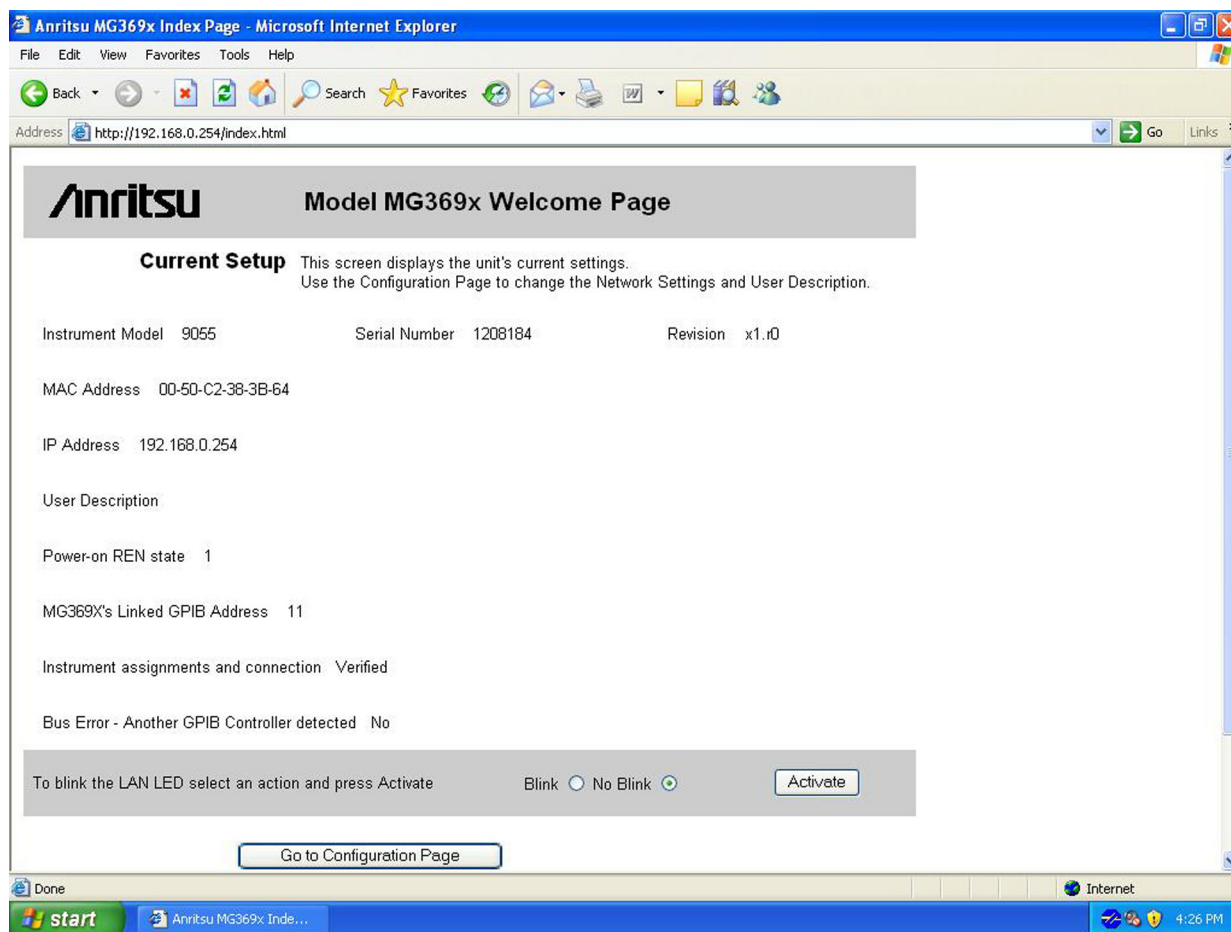 Anritsu MG369x Index Page - Microsoft Internet Explorer
File Edit View Favorites Tools Help
Back Search Favorites
Address http://192.168.0.254/index.html Go Links
Anritsu Model MG369x Welcome Page
Current Setup This screen displays the unit's current settings.
Use the Configuration Page to change the Network Settings and User Description.
Instrument Model 9055 Serial Number 1208184 Revision x1.r0
MAC Address 00-50-C2-38-3B-64
IP Address 192.168.0.254
User Description
Power-on REN state 1
MG369X's Linked GPIB Address 11
Instrument assignments and connection Verified
Bus Error - Another GPIB Controller detected No
To blink the LAN LED select an action and press Activate Blink No Blink Activate
Go to Configuration Page
Done Internet
start Anritsu MG369x Inde... 4:26 PM